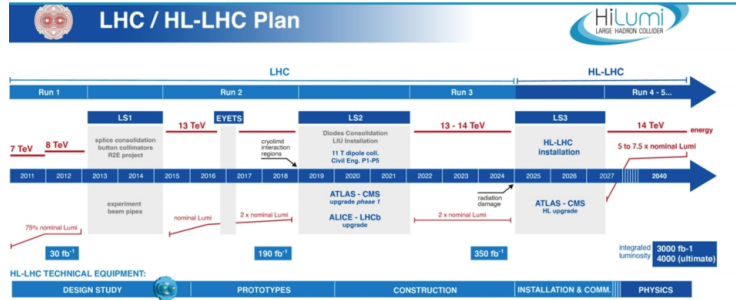 LHC / HL-LHC Plan
HiLumi
LARGE HADRON COLLIDER
LHC
HL-LHC
Run 1
Run 2
Run 3
Run 4 - 5...
LS1
EYETS
LS2
LS3
7 TeV
8 TeV
splice consolidation
button collimators
R2E project
13 TeV
cryolimit
interaction
regions
Diodes Consolidation
LIU Installation
11 T dipole coll.
Civil Eng. P1-P5
13 - 14 TeV
HL-LHC
installation
14 TeV
energy
5 to 7.5 x nominal Lumi
2011 2012 2013 2014 2015 2016 2017 2018 2019 2020 2021 2022 2023 2024 2025 2026 2027 2040
experiment
beam pipes
ATLAS - CMS
upgrade phase 1
ALICE - LHCb
upgrade
radiation
damage
ATLAS - CMS
HL upgrade
75% nominal Lumi
nominal Lumi
2 x nominal Lumi
2 x nominal Lumi
30 fb-1
190 fb-1
350 fb-1
Integrated
luminosity
3000 fb-1
4000 (ultimate)
HL-LHC TECHNICAL EQUIPMENT:
DESIGN STUDY
PROTOTYPES
CONSTRUCTION
INSTALLATION & COMM.
PHYSICS